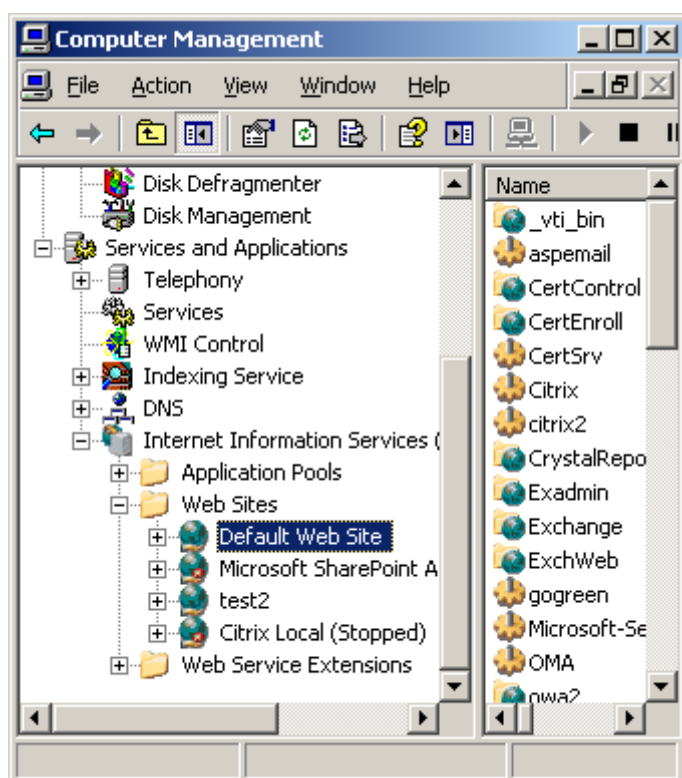 Computer Management
File Action View Window Help
Disk Defragmenter
Disk Management
Services and Applications
Telephony
Services
WMI Control
Indexing Service
DNS
Internet Information Services (
Application Pools
Web Sites
Default Web Site
Microsoft SharePoint A
test2
Citrix Local (Stopped)
Web Service Extensions
Name
_vti_bin
aspemail
CertControl
CertEnroll
CertSrv
Citrix
citrix2
CrystalRepo
Exadmin
Exchange
ExchWeb
gogreen
Microsoft-Se
OMA
owa2